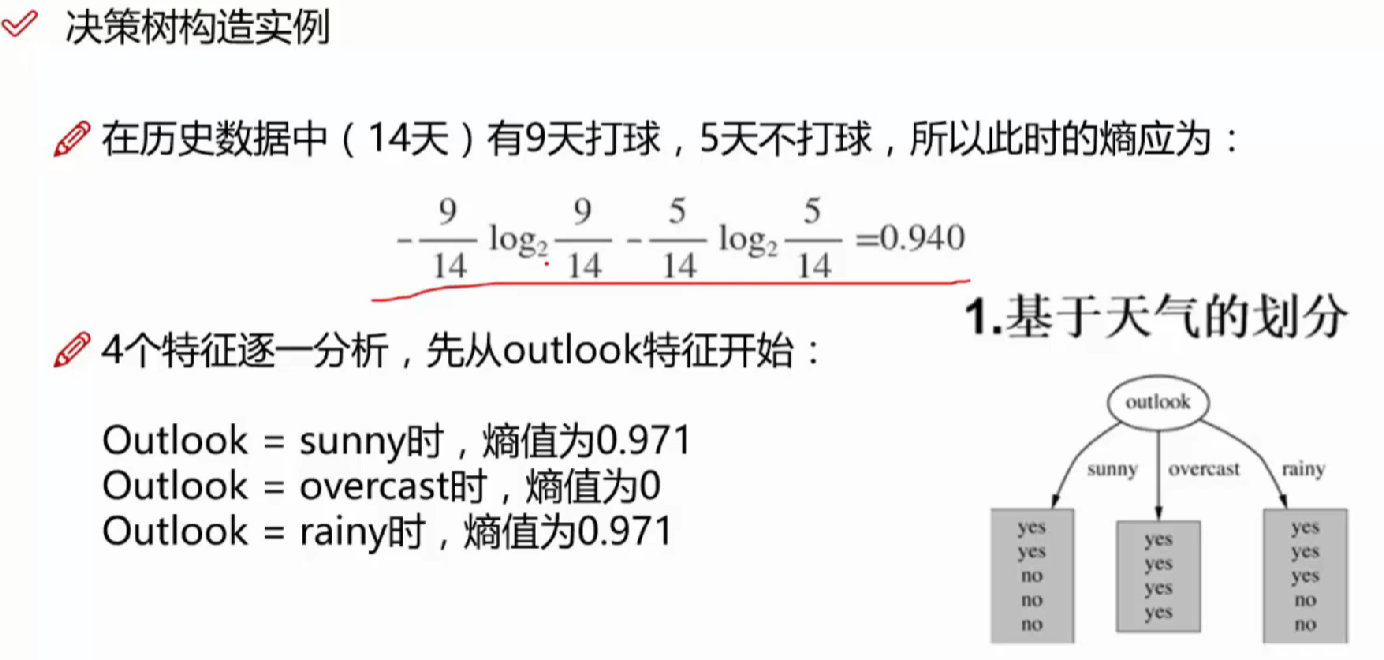 决策树构造实例
在历史数据中（14天）有9天打球，5天不打球，所以此时的熵应为：
-9/14 log₂ 9/14 - 5/14 log₂ 5/14 =0.940
1.基于天气的划分
4个特征逐一分析，先从outlook特征开始：
Outlook = sunny时，熵值为0.971
Outlook = overcast时，熵值为0
Outlook = rainy时，熵值为0.971
outlook
sunny overcast rainy
yes yes yes
yes yes yes
no yes yes
no yes no
no no